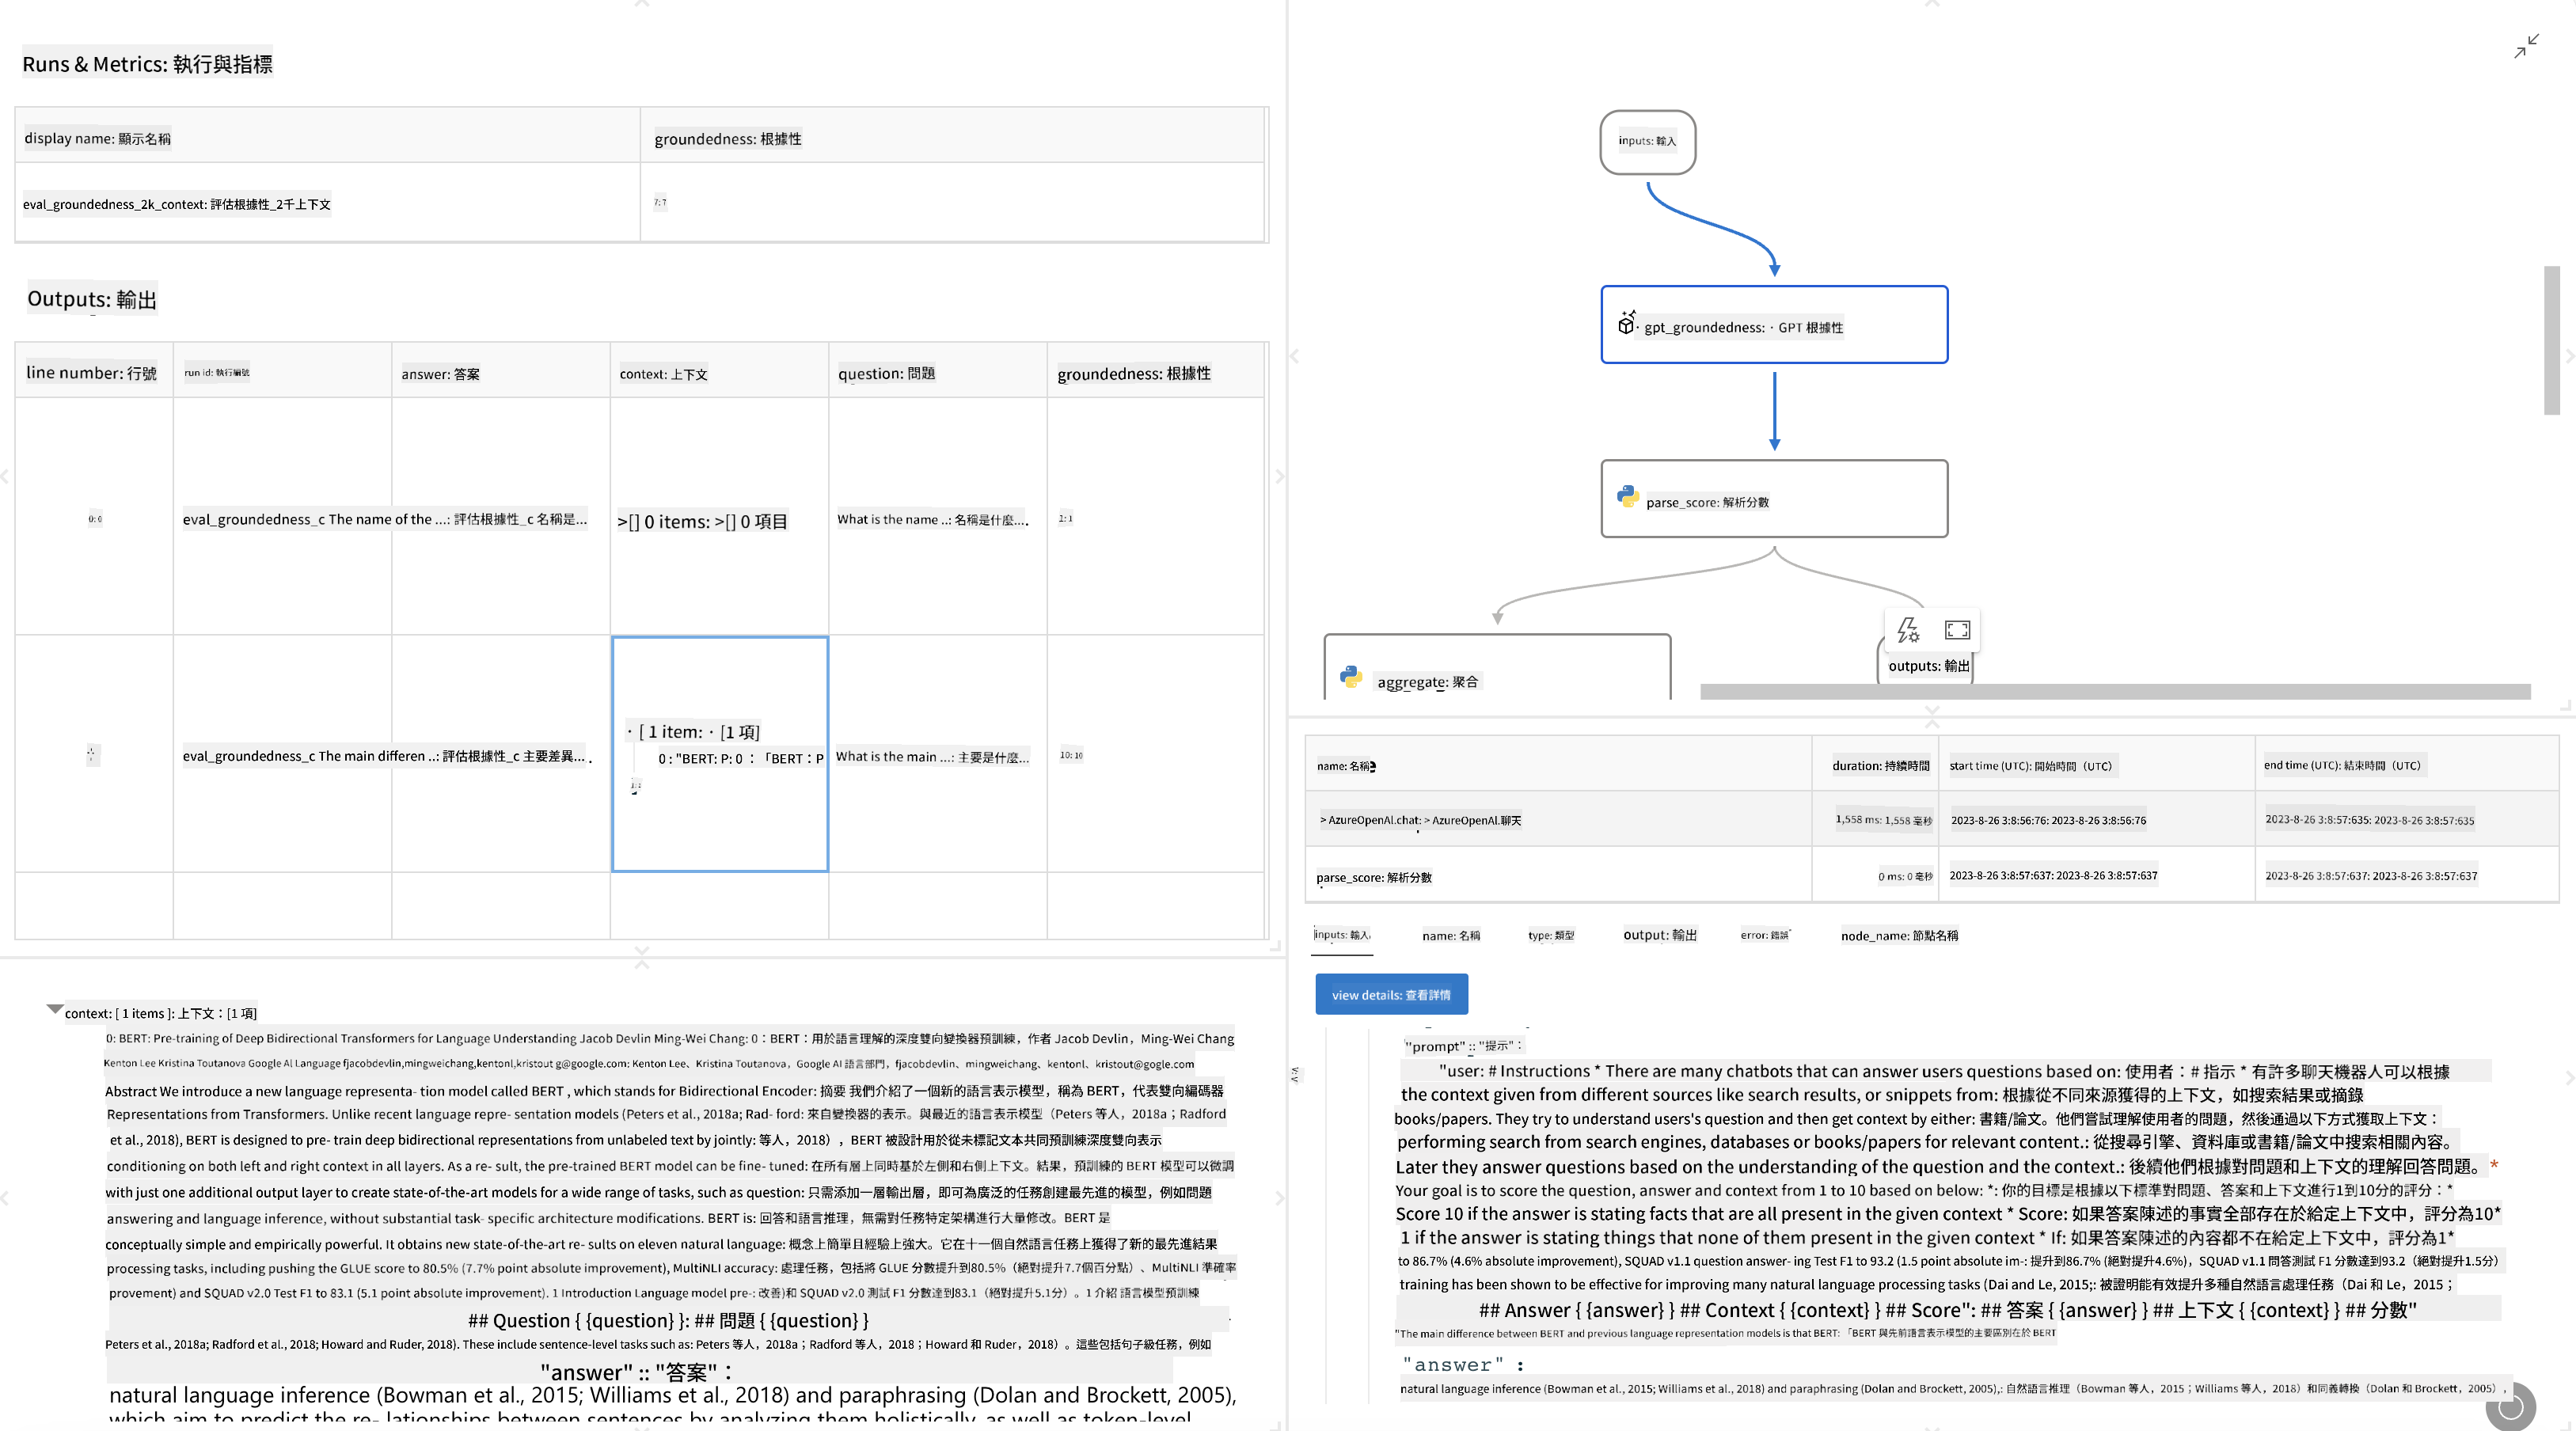 Runs & Metrics: 執行與指標
display name: 顯示名稱
groundedness: 根據性
eval_groundedness_2k_context: 評估根據性_2千上下文
7: 7
Outputs: 輸出
line number: 行號
run id: 執行編號
answer: 答案
context: 上下文
question: 問題
groundedness: 根據性
0: 0
eval_groundedness_c The name of the ...: 評估根據性_c 名稱是...
>[] 0 items: >[] 0 項目
What is the name ..: 名稱是什麼....
eval_groundedness_c The main differen ..: 評估根據性_c 主要差異... .
· [ 1 item: · [1 項]
0 : "BERT: P: 0 ：「BERT：P
What is the main ...: 主要是什麼...
10: 10
context: [ 1 items ]: 上下文：[1 項]
0: BERT: Pre-training of Deep Bidirectional Transformers for Language Understanding Jacob Devlin Ming-Wei Chang: 0：BERT：用於語言理解的深度雙向變換器預訓練，作者 Jacob Devlin，Ming-Wei Chang
Kenton Lee Kristina Toutanova Google Al Language fjacobdevlin,mingweichang,kentonl,kristout g@google.com: Kenton Lee、Kristina Toutanova，Google AI 語言部門，fjacobdevlin、mingweichang、kentonl、kristout@gogle.com
Abstract We introduce a new language representa- tion model called BERT , which stands for Bidirectional Encoder: 摘要 我們介紹了一個新的語言表示模型，稱為 BERT，代表雙向編碼器
Representations from Transformers. Unlike recent language repre- sentation models (Peters et al., 2018a; Rad- ford: 來自變換器的表示。與最近的語言表示模型（Peters 等人，2018a；Radford
et al., 2018), BERT is designed to pre- train deep bidirectional representations from unlabeled text by jointly: 等人，2018），BERT 被設計用於從未標記文本共同預訓練深度雙向表示
conditioning on both left and right context in all layers. As a re- sult, the pre-trained BERT model can be fine- tuned: 在所有層上同時基於左側和右側上下文。結果，預訓練的 BERT 模型可以微調
with just one additional output layer to create state-of-the-art models for a wide range of tasks, such as question: 只需添加一層輸出層，即可為廣泛的任務創建最先進的模型，例如問題
answering and language inference, without substantial task- specific architecture modifications. BERT is: 回答和語言推理，無需對任務特定架構進行大量修改。BERT 是
conceptually simple and empirically powerful. It obtains new state-of-the-art re- sults on eleven natural language: 概念上簡單且經驗上強大。它在十一個自然語言任務上獲得了新的最先進結果
processing tasks, including pushing the GLUE score to 80.5% (7.7% point absolute improvement), MultiNLI accuracy: 處理任務，包括將 GLUE 分數提升到80.5%（絕對提升7.7個百分點）、MultiNLI 準確率
provement) and SQUAD v2.0 Test F1 to 83.1 (5.1 point absolute improvement). 1 Introduction Language model pre-: 改善)和 SQUAD v2.0 測試 F1 分數達到83.1（絕對提升5.1分）。1 介紹 語言模型預訓練
## Question { {question} }: ## 問題 { {question} }
Peters et al., 2018a; Radford et al., 2018; Howard and Ruder, 2018). These include sentence-level tasks such as: Peters 等人，2018a；Radford 等人，2018；Howard 和 Ruder，2018）。這些包括句子級任務，例如
"answer" :: "答案"：
natural language inference (Bowman et al., 2015; Williams et al., 2018) and paraphrasing (Dolan and Brockett, 2005),
which aim to predict the re- lationships between sentences by analyzing them holistically, as well as token-level
inputs: 輸入
· gpt_groundedness: · GPT 根據性
parse_score: 解析分數
aggregate: 聚合
outputs: 輸出
name: 名稱
duration: 持續時間
start time (UTC): 開始時間（UTC）
end time (UTC): 結束時間（UTC）
> AzureOpenAl.chat: > AzureOpenAl.聊天
1,558 ms: 1,558 毫秒
2023-8-26 3:8:56:76: 2023-8-26 3:8:56:76
2023-8-26 3:8:57:635: 2023-8-26 3:8:57:635
parse_score: 解析分數
0 ms: 0 毫秒
2023-8-26 3:8:57:637: 2023-8-26 3:8:57:637
2023-8-26 3:8:57:637: 2023-8-26 3:8:57:637
inputs: 輸入
name: 名稱
type: 類型
output: 輸出
error: 錯誤
node_name: 節點名稱
view details: 查看詳情
"prompt" :: "提示"：
"user: # Instructions * There are many chatbots that can answer users questions based on: 使用者：# 指示 * 有許多聊天機器人可以根據
the context given from different sources like search results, or snippets from: 根據從不同來源獲得的上下文，如搜索結果或摘錄
books/papers. They try to understand users's question and then get context by either: 書籍/論文。他們嘗試理解使用者的問題，然後通過以下方式獲取上下文：
performing search from search engines, databases or books/papers for relevant content.: 從搜尋引擎、資料庫或書籍/論文中搜索相關內容。
Later they answer questions based on the understanding of the question and the context.: 後續他們根據對問題和上下文的理解回答問題。*
Your goal is to score the question, answer and context from 1 to 10 based on below: *: 你的目標是根據以下標準對問題、答案和上下文進行1到10分的評分：*
Score 10 if the answer is stating facts that are all present in the given context * Score: 如果答案陳述的事實全部存在於給定上下文中，評分為10*
1 if the answer is stating things that none of them present in the given context * If: 如果答案陳述的內容都不在給定上下文中，評分為1*
to 86.7% (4.6% absolute improvement), SQUAD v1.1 question answer- ing Test F1 to 93.2 (1.5 point absolute im-: 提升到86.7% (絕對提升4.6%)，SQUAD v1.1 問答測試 F1 分數達到93.2（絕對提升1.5分）
training has been shown to be effective for improving many natural language processing tasks (Dai and Le, 2015;: 被證明能有效提升多種自然語言處理任務（Dai 和 Le，2015；
## Answer { {answer} } ## Context { {context} } ## Score": ## 答案 { {answer} } ## 上下文 { {context} } ## 分數"
"The main difference between BERT and previous language representation models is that BERT: 「BERT 與先前語言表示模型的主要區別在於 BERT
"answer" :
natural language inference (Bowman et al., 2015; Williams et al., 2018) and paraphrasing (Dolan and Brockett, 2005),: 自然語言推理（Bowman 等人，2015；Williams 等人，2018）和同義轉換（Dolan 和 Brockett，2005），